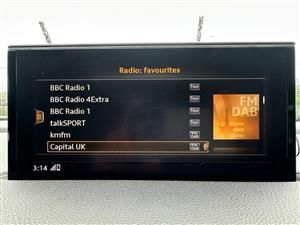 Radio: favourites
BBC Radio 1
BBC Radio 4Extra
BBC Radio 1
talkSPORT
kmfm
Capital UK
FM
DAB
3:14